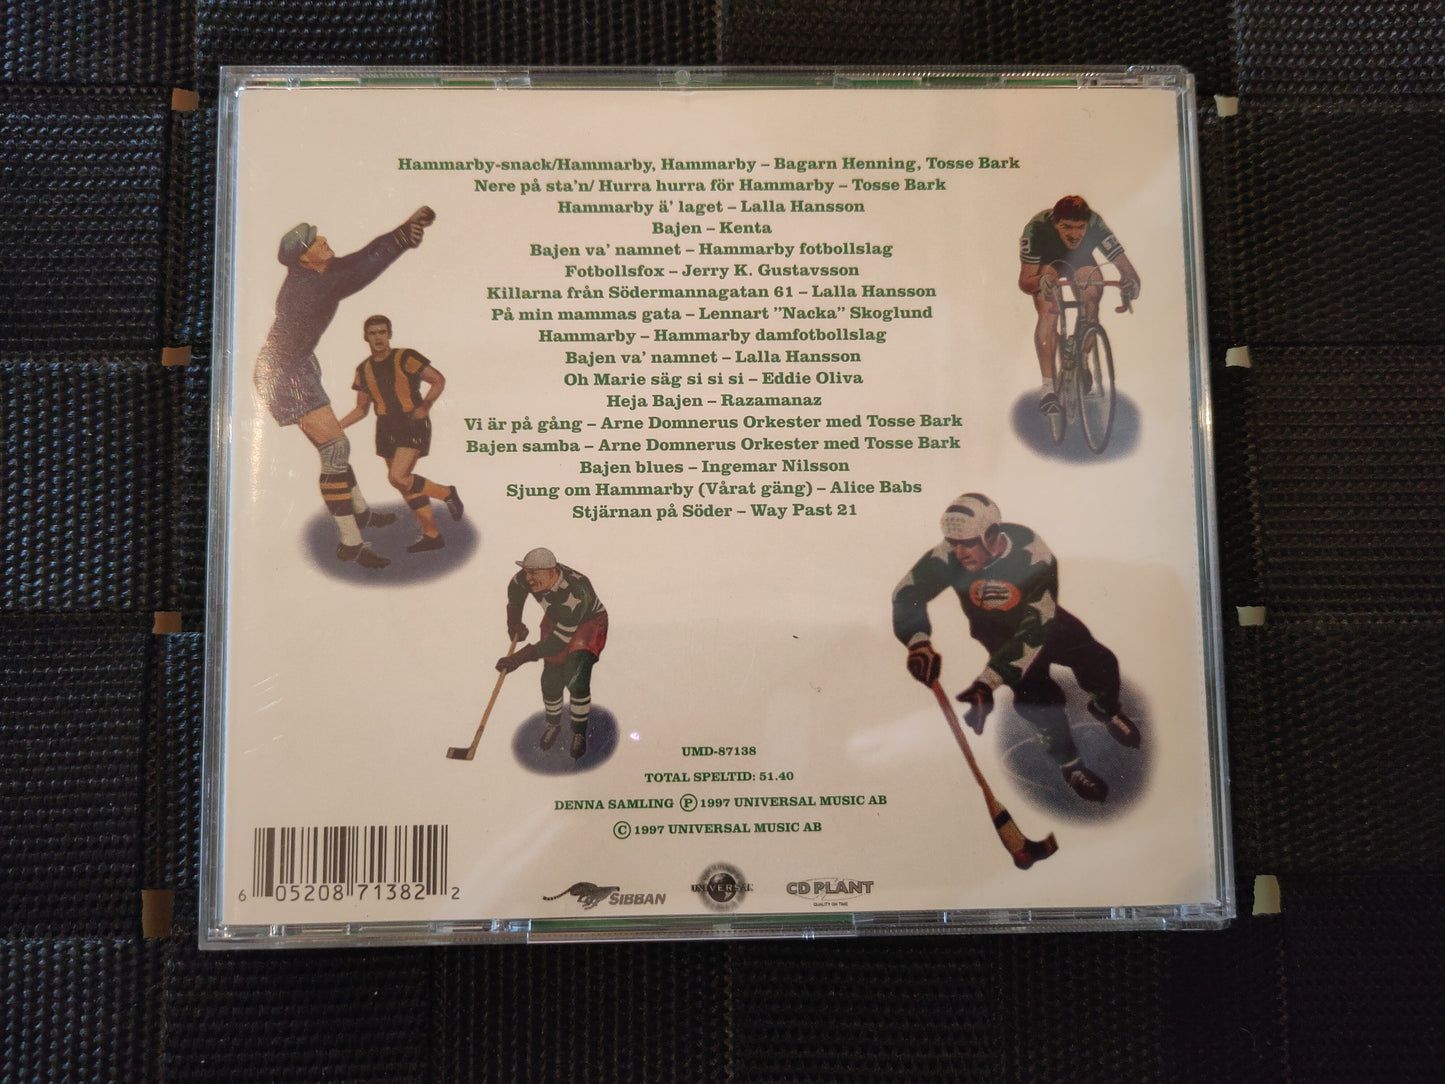 Hammarby-snack/Hammarby, Hammarby – Bagarn Henning, Tosse Bark
Nere på sta'n/ Hurra hurra för Hammarby – Tosse Bark
Hammarby ä' laget – Lalla Hansson
Bajen – Kenta
Bajen va' namnet – Hammarby fotbollslag
Fotbollsfox – Jerry K. Gustavsson
Killarna från Södermannagatan 61 – Lalla Hansson
På min mammas gata – Lennart ”Nacka” Skoglund
Hammarby – Hammarby damfotbollslag
Bajen va' namnet – Lalla Hansson
Oh Marie säg si si si – Eddie Oliva
Heja Bajen – Razamanaz
Vi är på gång – Arne Domnerus Orkester med Tosse Bark
Bajen samba – Arne Domnerus Orkester med Tosse Bark
Bajen blues – Ingemar Nilsson
Sjung om Hammarby (Vårat gäng) – Alice Babs
Stjärnan på Söder – Way Past 21
UMD-87138
TOTAL SPELTID: 51.40
DENNA SAMLING Ⓟ 1997 UNIVERSAL MUSIC AB
© 1997 UNIVERSAL MUSIC AB
6 05208 71382 2
SIBBAN
UNIVERSAL
CD PLANT
QUALITY ON TIME